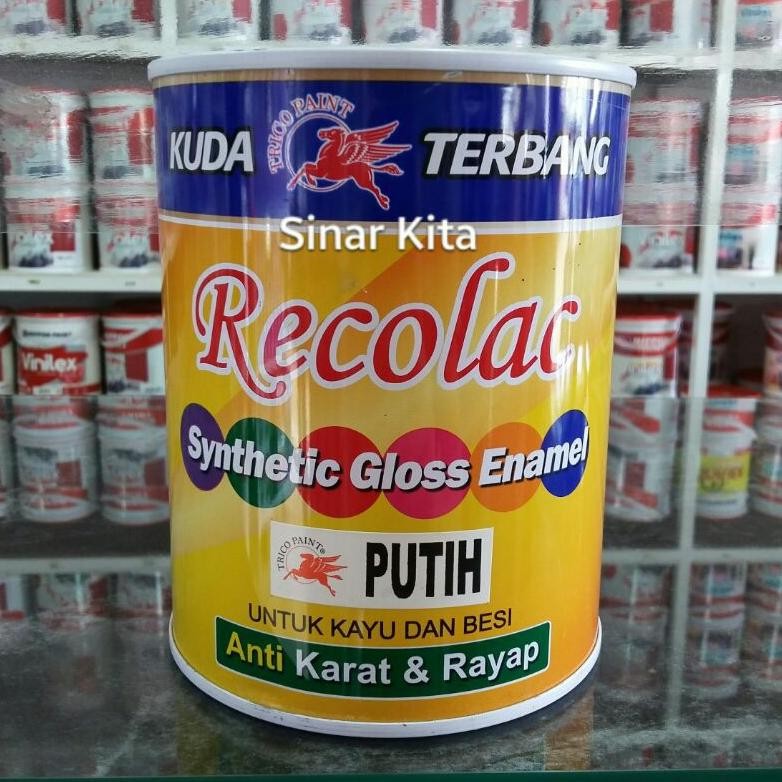 KUDA TERBANG
TRICO PAINT
Sinar Kita
Recolac
Synthetic Gloss Enamel
TRICO PAINT®
PUTIH
UNTUK KAYU DAN BESI
Anti Karat & Rayap
Vinilex